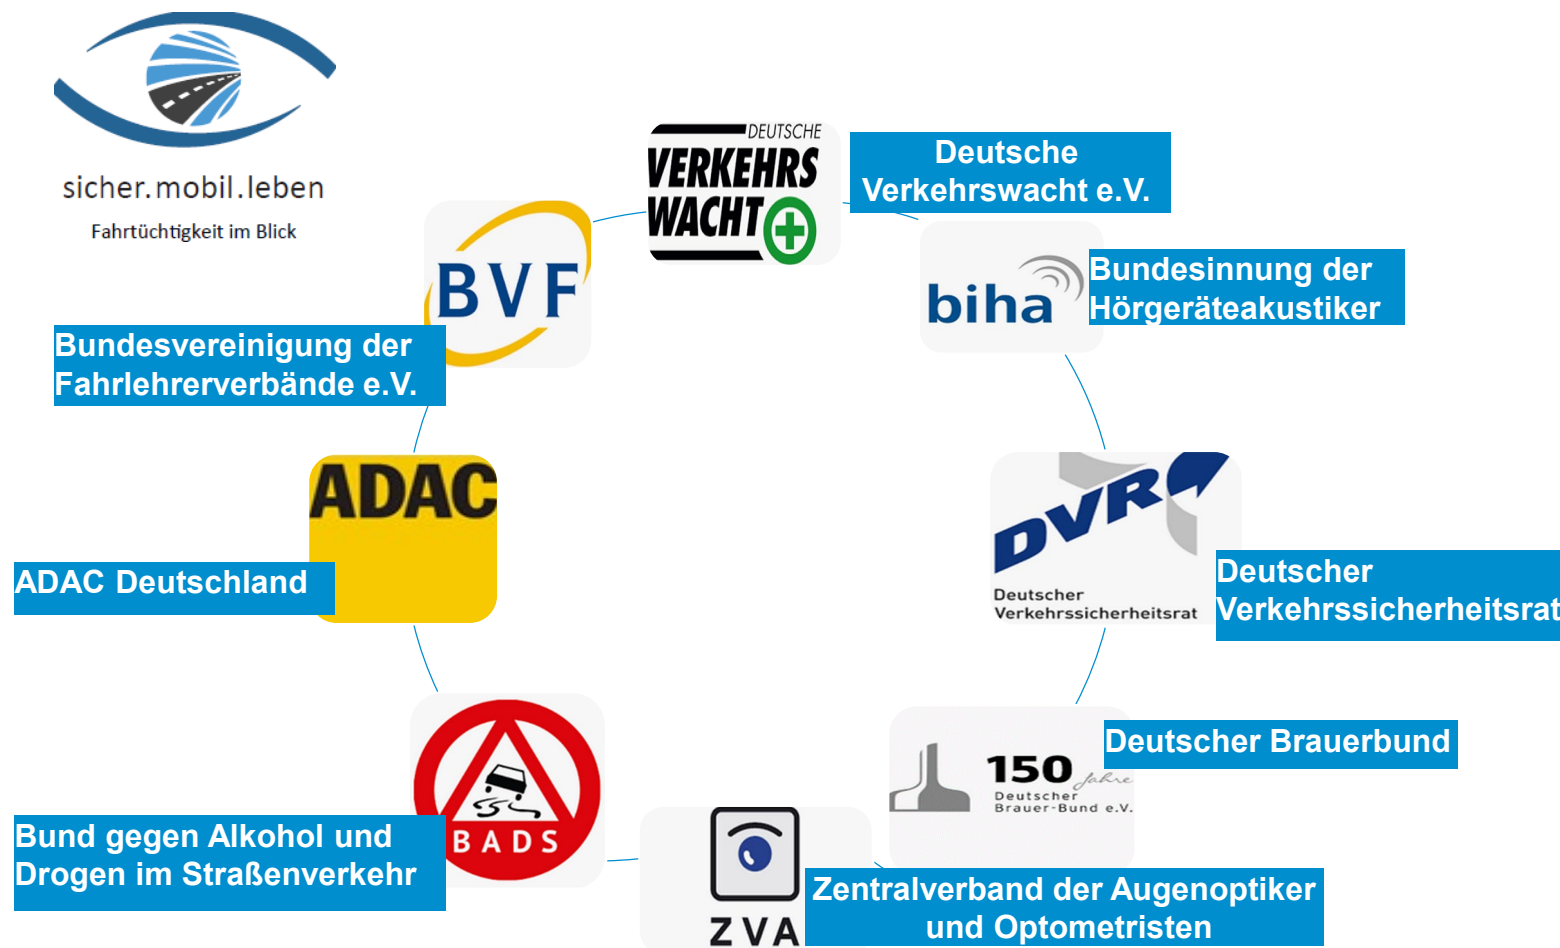 sicher.mobil.leben
Fahrtüchtigkeit im Blick
DEUTSCHE
VERKEHRS
WACHT
Deutsche
Verkehrswacht e.V.
biha
Bundesinnung der
Hörgeräteakustiker
DVR
Deutscher
Verkehrssicherheitsrat
Deutscher
Verkehrssicherheitsrat
150 Jahre
Deutscher
Brauer-Bund e.V.
Deutscher Brauerbund
ZVA
Zentralverband der Augenoptiker
und Optometristen
BADS
Bund gegen Alkohol und
Drogen im Straßenverkehr
ADAC
ADAC Deutschland
BVF
Bundesvereinigung der
Fahrlehrerverbände e.V.